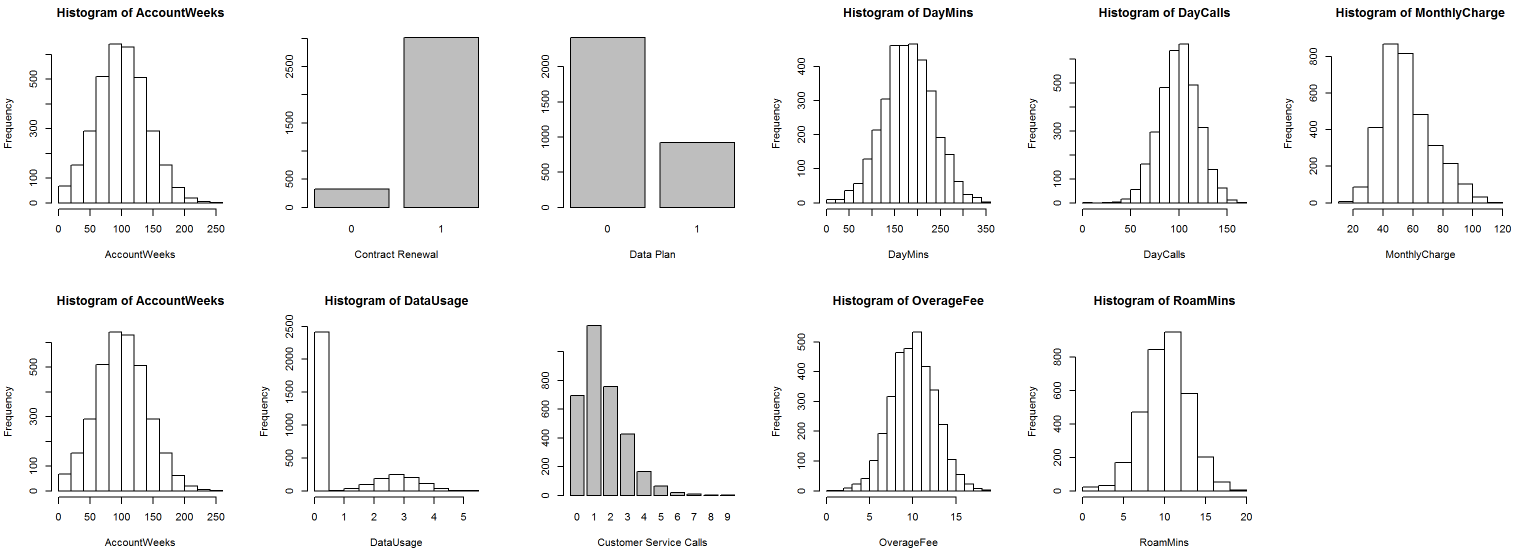 Histogram of AccountWeeks
Frequency
0 100 300 500
0 50 100 150 200 250
AccountWeeks
0 500 1500 2500
0 1
Contract Renewal
0 500 1000 1500 2000
0 1
Data Plan
Histogram of DayMins
Frequency
0 100 200 300 400
0 50 150 250 350
DayMins
Histogram of DayCalls
Frequency
0 100 300 500
0 50 100 150
DayCalls
Histogram of MonthlyCharge
Frequency
0 200 400 600 800
20 40 60 80 100 120
MonthlyCharge
Histogram of AccountWeeks
Frequency
0 100 300 500
0 50 100 150 200 250
AccountWeeks
Histogram of DataUsage
Frequency
0 500 1000 1500 2000 2500
0 1 2 3 4 5
DataUsage
0 200 400 600 800
0 1 2 3 4 5 6 7 8 9
Customer Service Calls
Histogram of OverageFee
Frequency
0 100 200 300 400 500
0 5 10 15
OverageFee
Histogram of RoamMins
Frequency
0 200 400 600 800
0 5 10 15 20
RoamMins